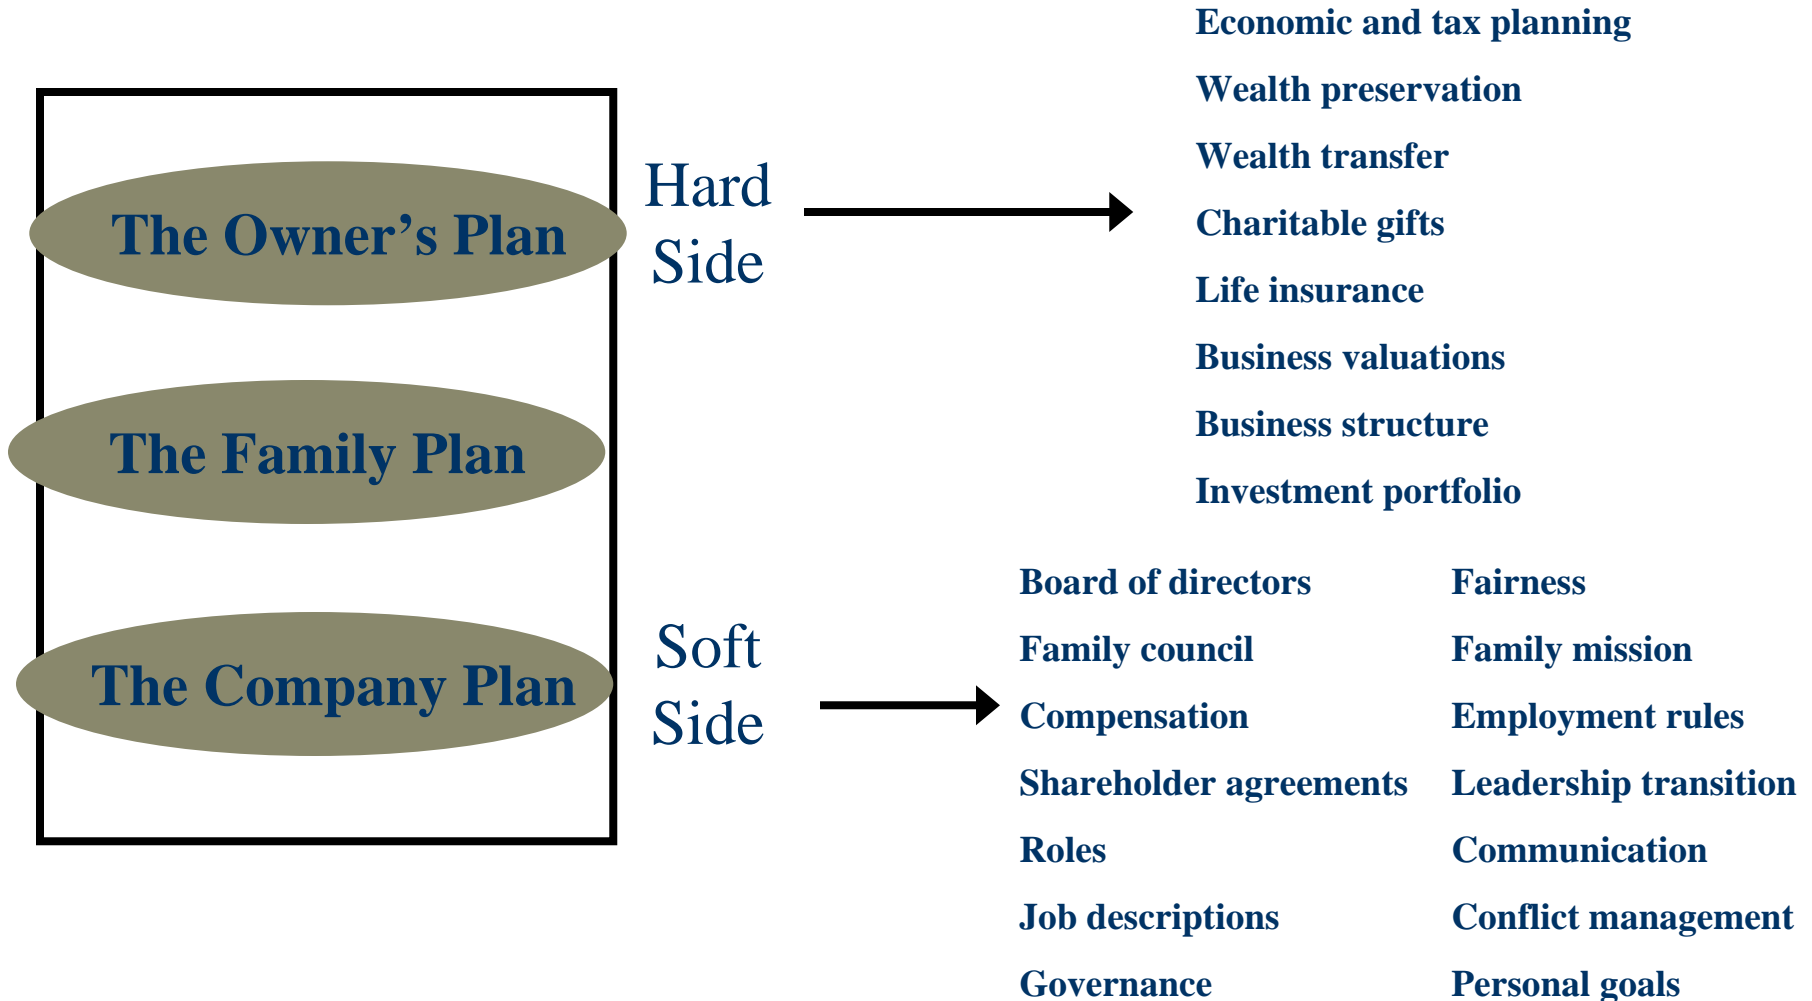 The Owner’s Plan
The Family Plan
The Company Plan
Hard
Side
Economic and tax planning
Wealth preservation
Wealth transfer
Charitable gifts
Life insurance
Business valuations
Business structure
Investment portfolio
Soft
Side
Board of directors
Family council
Compensation
Shareholder agreements
Roles
Job descriptions
Governance
Fairness
Family mission
Employment rules
Leadership transition
Communication
Conflict management
Personal goals